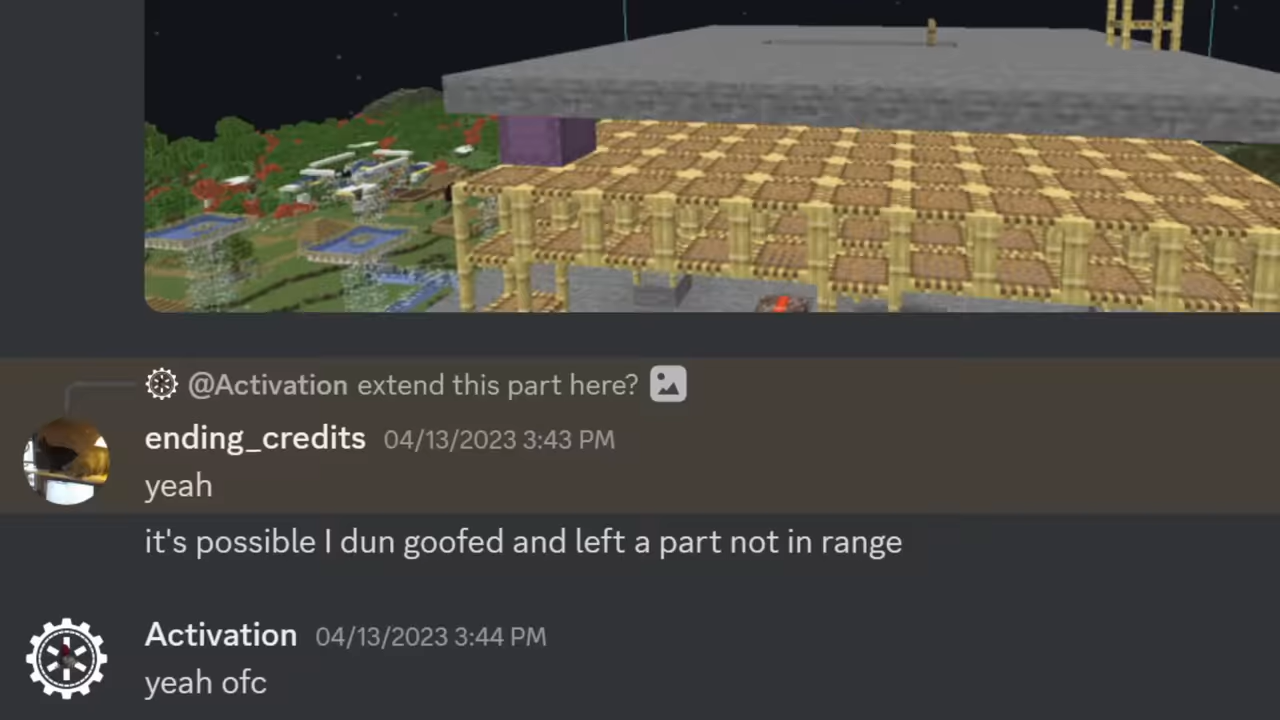 @Activation extend this part here?
ending_credits 04/13/2023 3:43 PM
yeah
it's possible I dun goofed and left a part not in range
Activation 04/13/2023 3:44 PM
yeah ofc